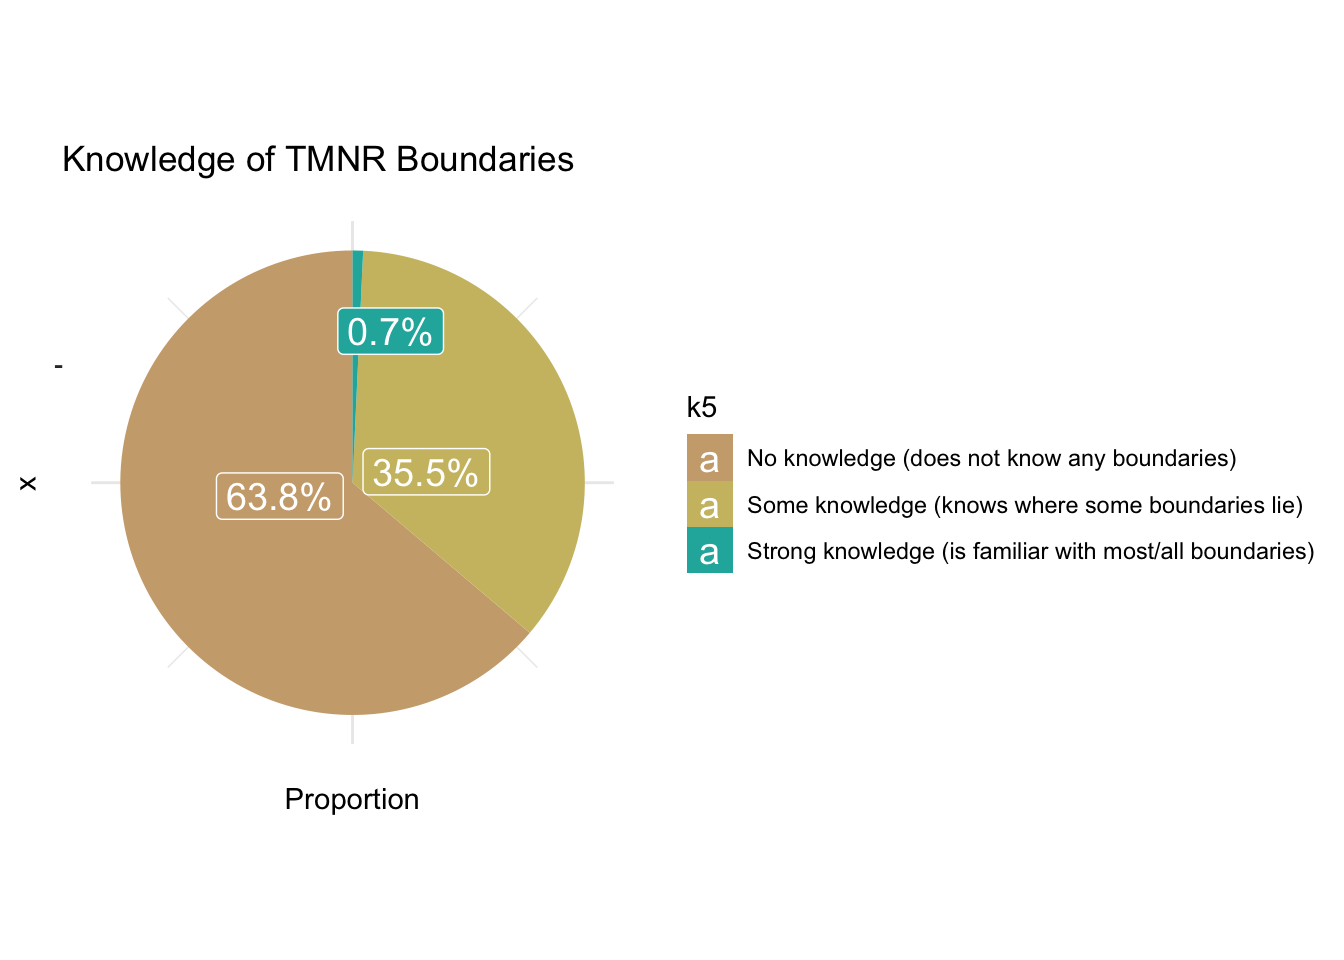 Knowledge of TMNR Boundaries
0.7%
35.5%
63.8%
-
x
Proportion
k5
a No knowledge (does not know any boundaries)
a Some knowledge (knows where some boundaries lie)
a Strong knowledge (is familiar with most/all boundaries)